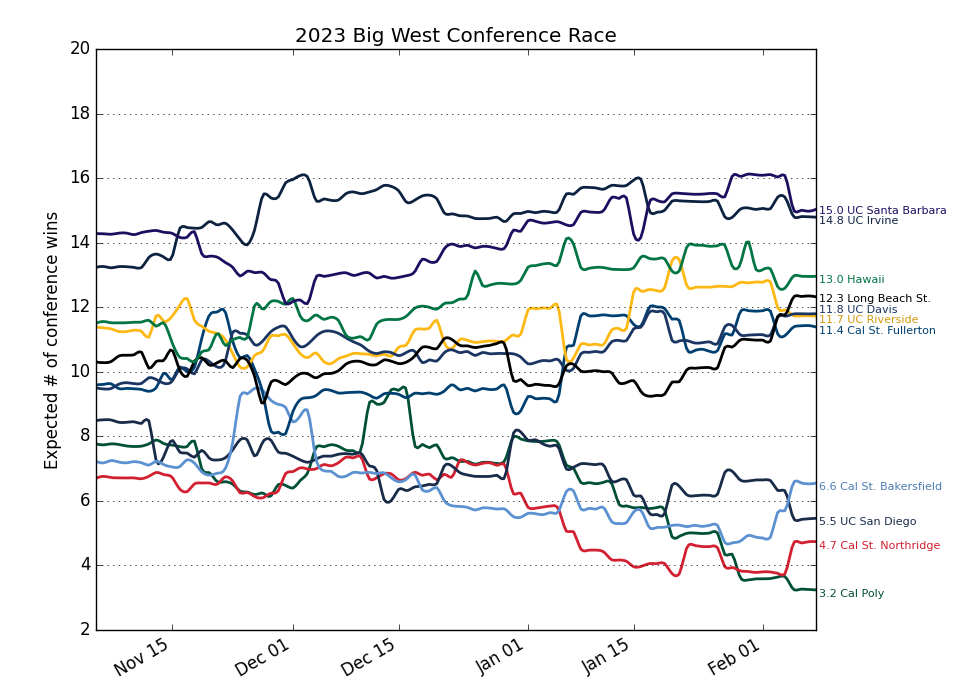 2023 Big West Conference Race
Expected # of conference wins
20
18
16
14
12
10
8
6
4
2
Nov 15
Dec 01
Dec 15
Jan 01
Jan 15
Feb 01
15.0 UC Santa Barbara
14.8 UC Irvine
13.0 Hawaii
12.3 Long Beach St.
11.8 UC Davis
11.7 UC Riverside
11.4 Cal St. Fullerton
6.6 Cal St. Bakersfield
5.5 UC San Diego
4.7 Cal St. Northridge
3.2 Cal Poly